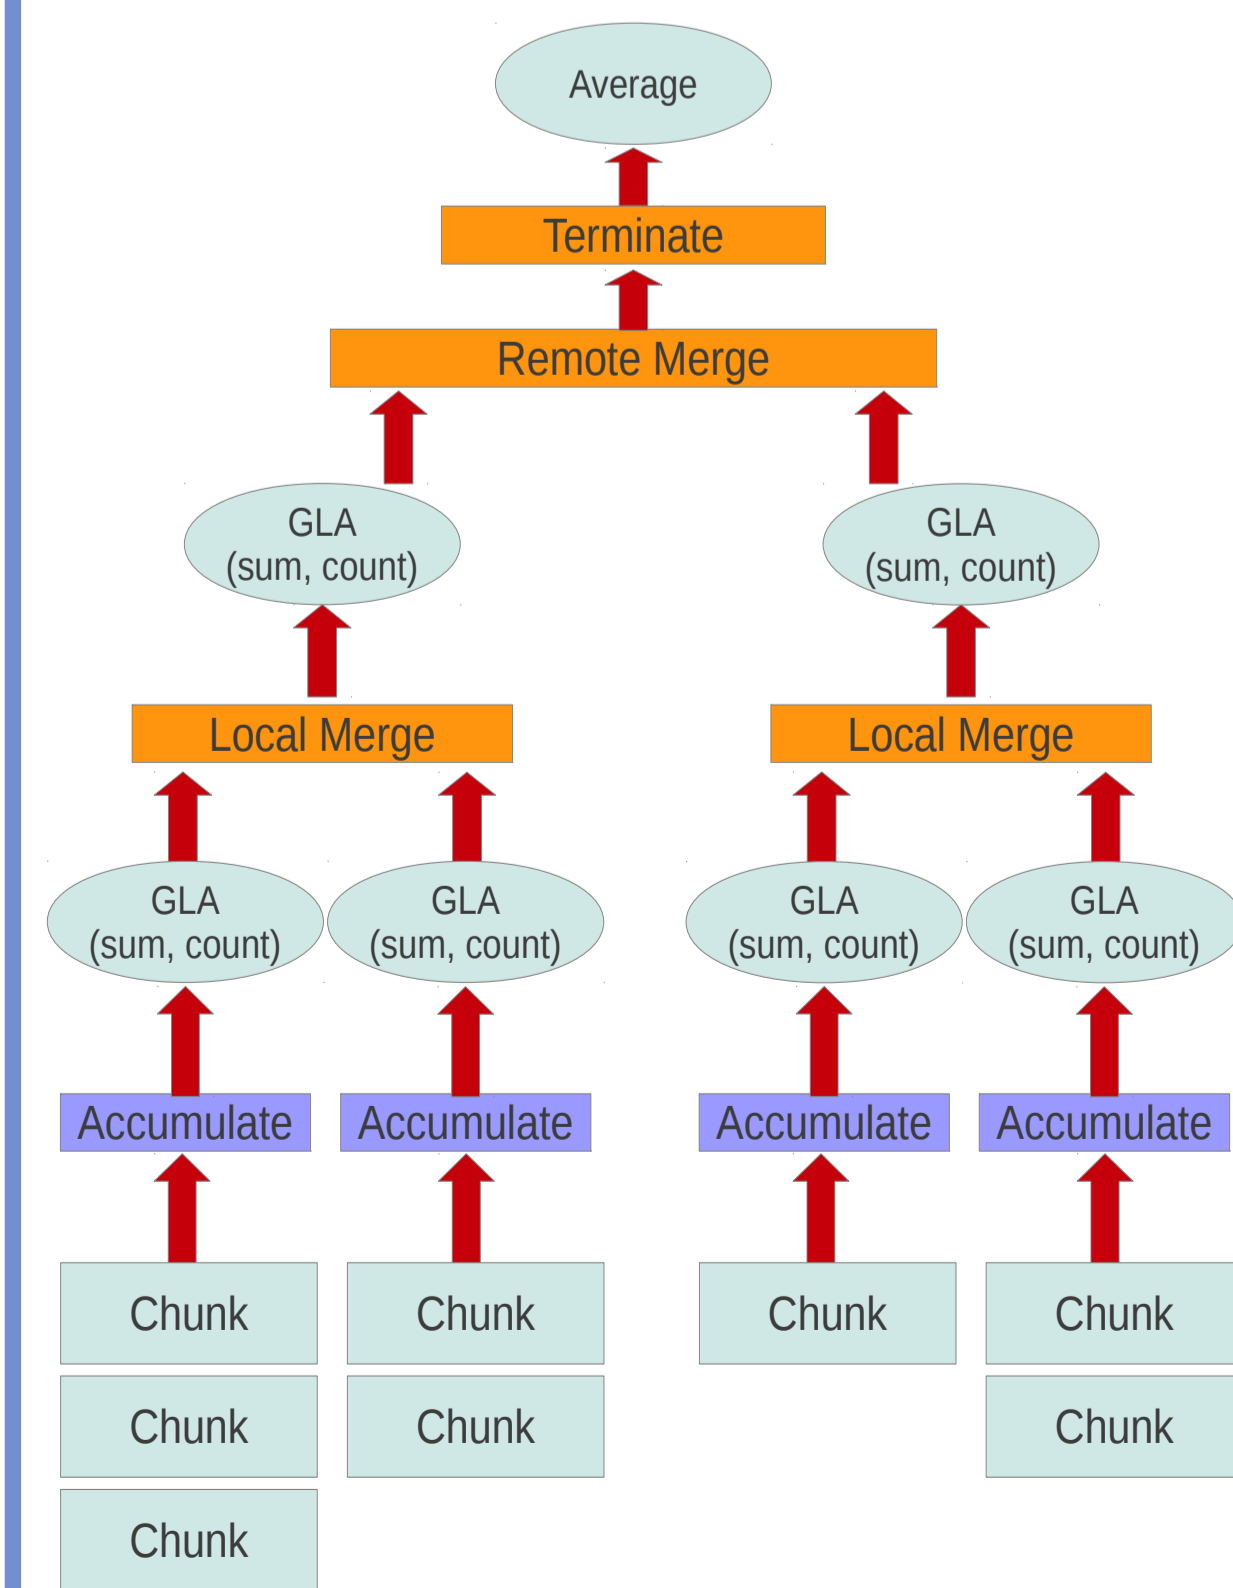 Average
Terminate
Remote Merge
GLA
(sum, count)
GLA
(sum, count)
Local Merge
Local Merge
GLA
(sum, count)
GLA
(sum, count)
GLA
(sum, count)
GLA
(sum, count)
Accumulate
Accumulate
Accumulate
Accumulate
Chunk
Chunk
Chunk
Chunk
Chunk
Chunk
Chunk
Chunk